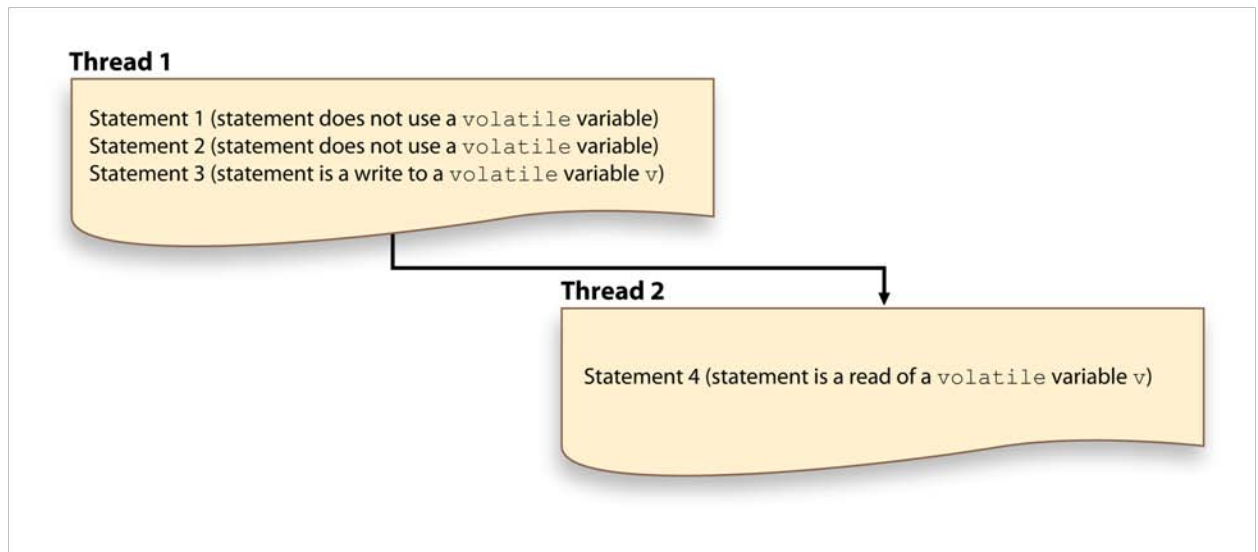 Thread 1
Statement 1 (statement does not use a volatile variable)
Statement 2 (statement does not use a volatile variable)
Statement 3 (statement is a write to a volatile variable v)
Thread 2
Statement 4 (statement is a read of a volatile variable v)